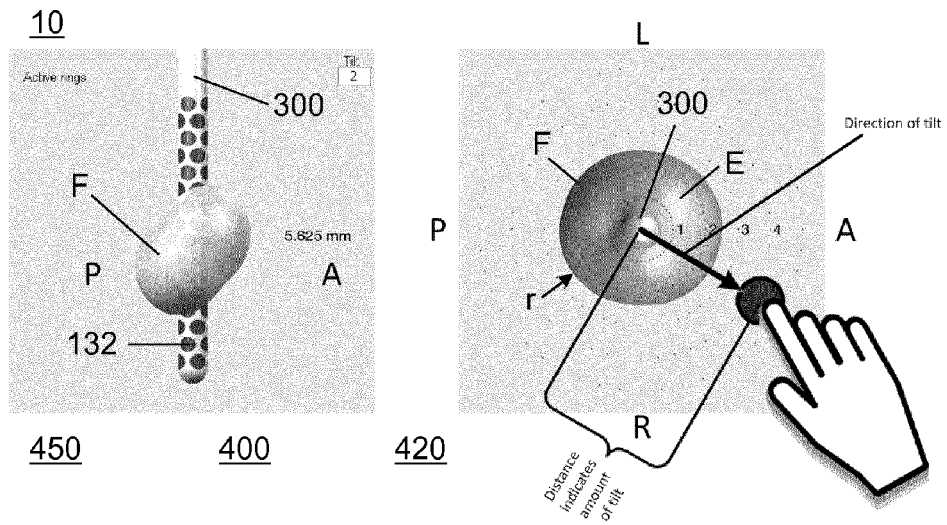 10
Active rings
Tilt:
2
300
F
5.625 mm
P
A
132
450
400
420
L
300
Direction of tilt
F
E
P
1 2 3 4
A
r
R
Distance
indicates
amount
of tilt